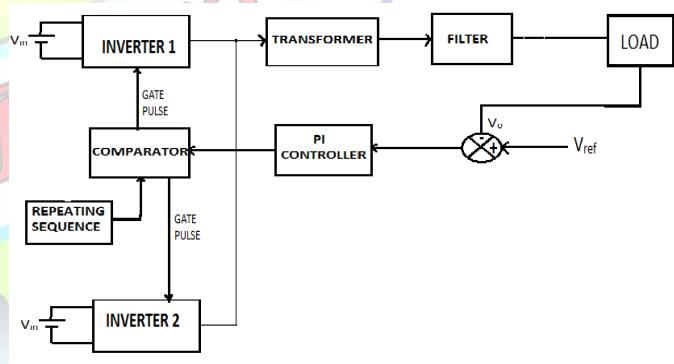 Vin
INVERTER 1
TRANSFORMER
FILTER
LOAD
GATE
PULSE
Vo
COMPARATOR
PI
CONTROLLER
- +
Vref
REPEATING
SEQUENCE
GATE
PULSE
Vin
INVERTER 2